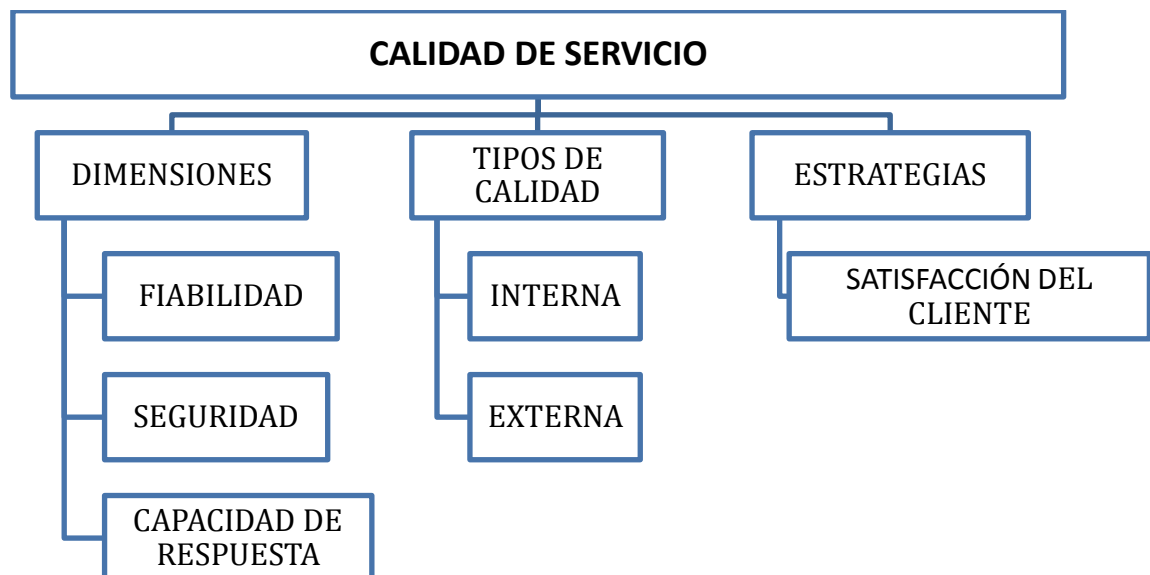 CALIDAD DE SERVICIO
DIMENSIONES
TIPOS DE
CALIDAD
ESTRATEGIAS
FIABILIDAD
INTERNA
SATISFACCIÓN DEL
CLIENTE
SEGURIDAD
EXTERNA
CAPACIDAD DE
RESPUESTA